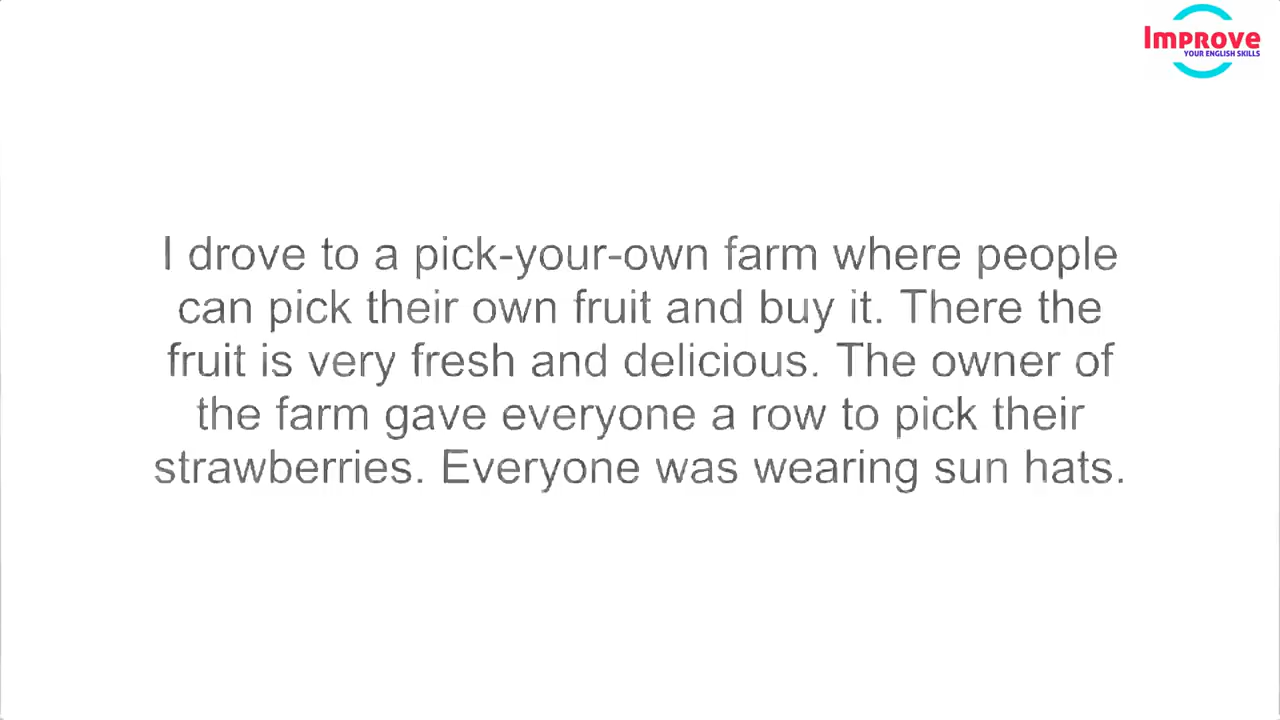 Improve
YOUR ENGLISH SKILLS
I drove to a pick-your-own farm where people
can pick their own fruit and buy it. There the
fruit is very fresh and delicious. The owner of
the farm gave everyone a row to pick their
strawberries. Everyone was wearing sun hats.